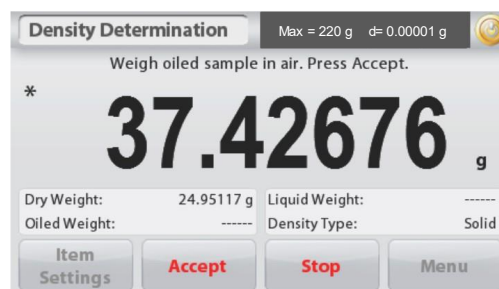 Density Determination Max = 220 g d= 0.00001 g
Weigh oiled sample in air. Press Accept.
*
37.42676 g
Dry Weight: 24.95117 g Liquid Weight: ------
Oiled Weight: ------ Density Type: Solid
Item Settings Accept Stop Menu